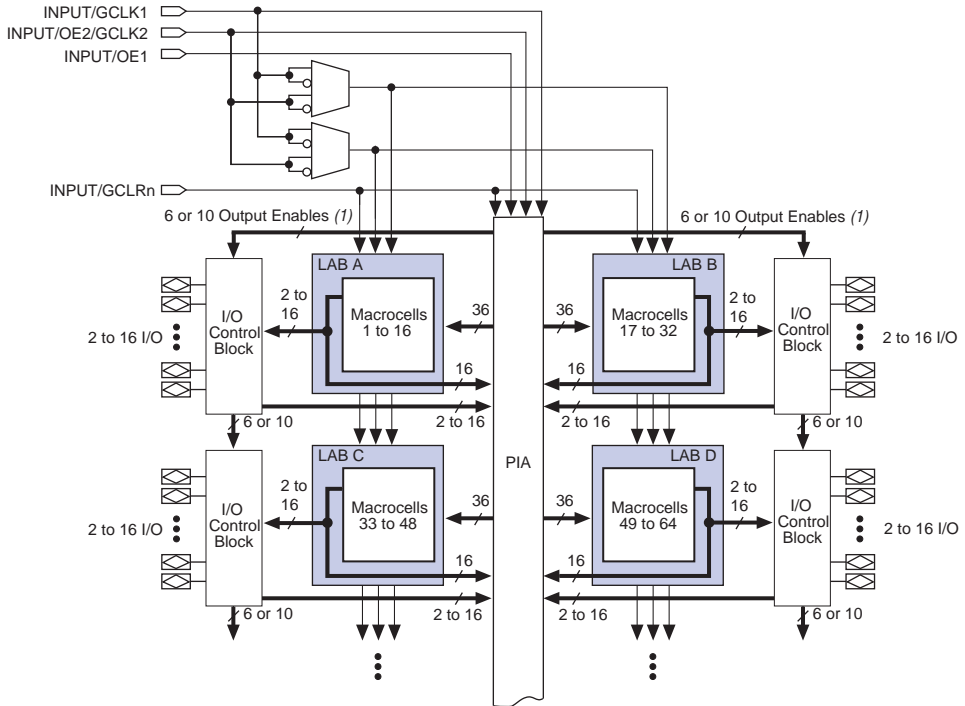 INPUT/GCLK1
INPUT/OE2/GCLK2
INPUT/OE1
INPUT/GCLRn
6 or 10 Output Enables (1)
6 or 10 Output Enables (1)
LAB A
LAB B
2 to
16
I/O
Control
Block
Macrocells
1 to 16
36
36
Macrocells
17 to 32
2 to
16
I/O
Control
Block
2 to 16 I/O
2 to 16 I/O
16
16
2 to 16
2 to 16
6 or 10
6 or 10
PIA
LAB C
LAB D
2 to
16
I/O
Control
Block
Macrocells
33 to 48
36
36
Macrocells
49 to 64
2 to
16
I/O
Control
Block
2 to 16 I/O
2 to 16 I/O
16
16
2 to 16
2 to 16
6 or 10
6 or 10